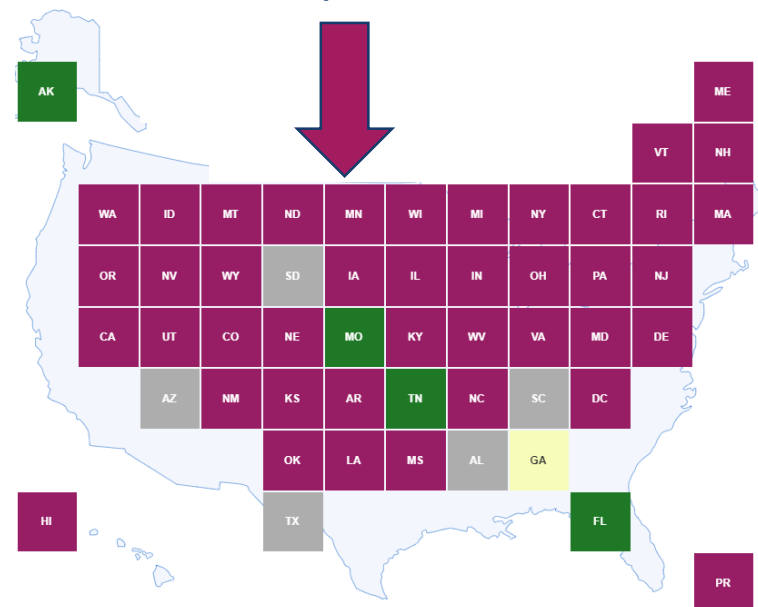 AK
ME
VT NH
WA ID MT ND MN WI MI NY CT RI MA
OR NV WY SD IA IL IN OH PA NJ
CA UT CO NE MO KY WV VA MD DE
AZ NM KS AR TN NC SC DC
OK LA MS AL GA
HI TX FL
PR